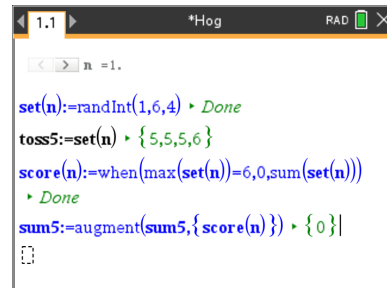 1.1 *Hog RAD
n =1.
set(n):=randInt(1,6,4) ▸ Done
toss5:=set(n) ▸ {5,5,5,6}
score(n):=when(max(set(n))=6,0,sum(set(n)))
▸ Done
sum5:=augment(sum5,{score(n)}) ▸ {0}